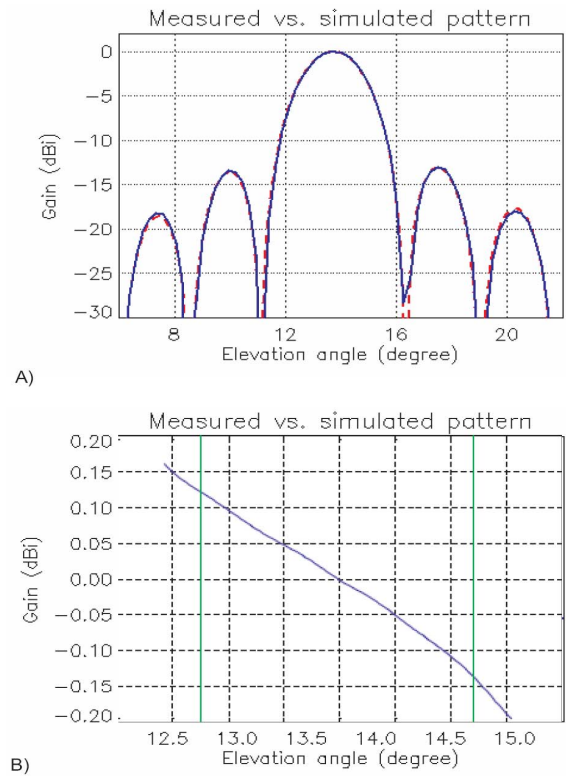 Measured vs. simulated pattern
0
-5
-10
-15
-20
-25
-30
Gain (dBi)
8 12 16 20
Elevation angle (degree)
A)
Measured vs. simulated pattern
0.20
0.15
0.10
0.05
0.00
-0.05
-0.10
-0.15
-0.20
Gain (dBi)
12.5 13.0 13.5 14.0 14.5 15.0
Elevation angle (degree)
B)